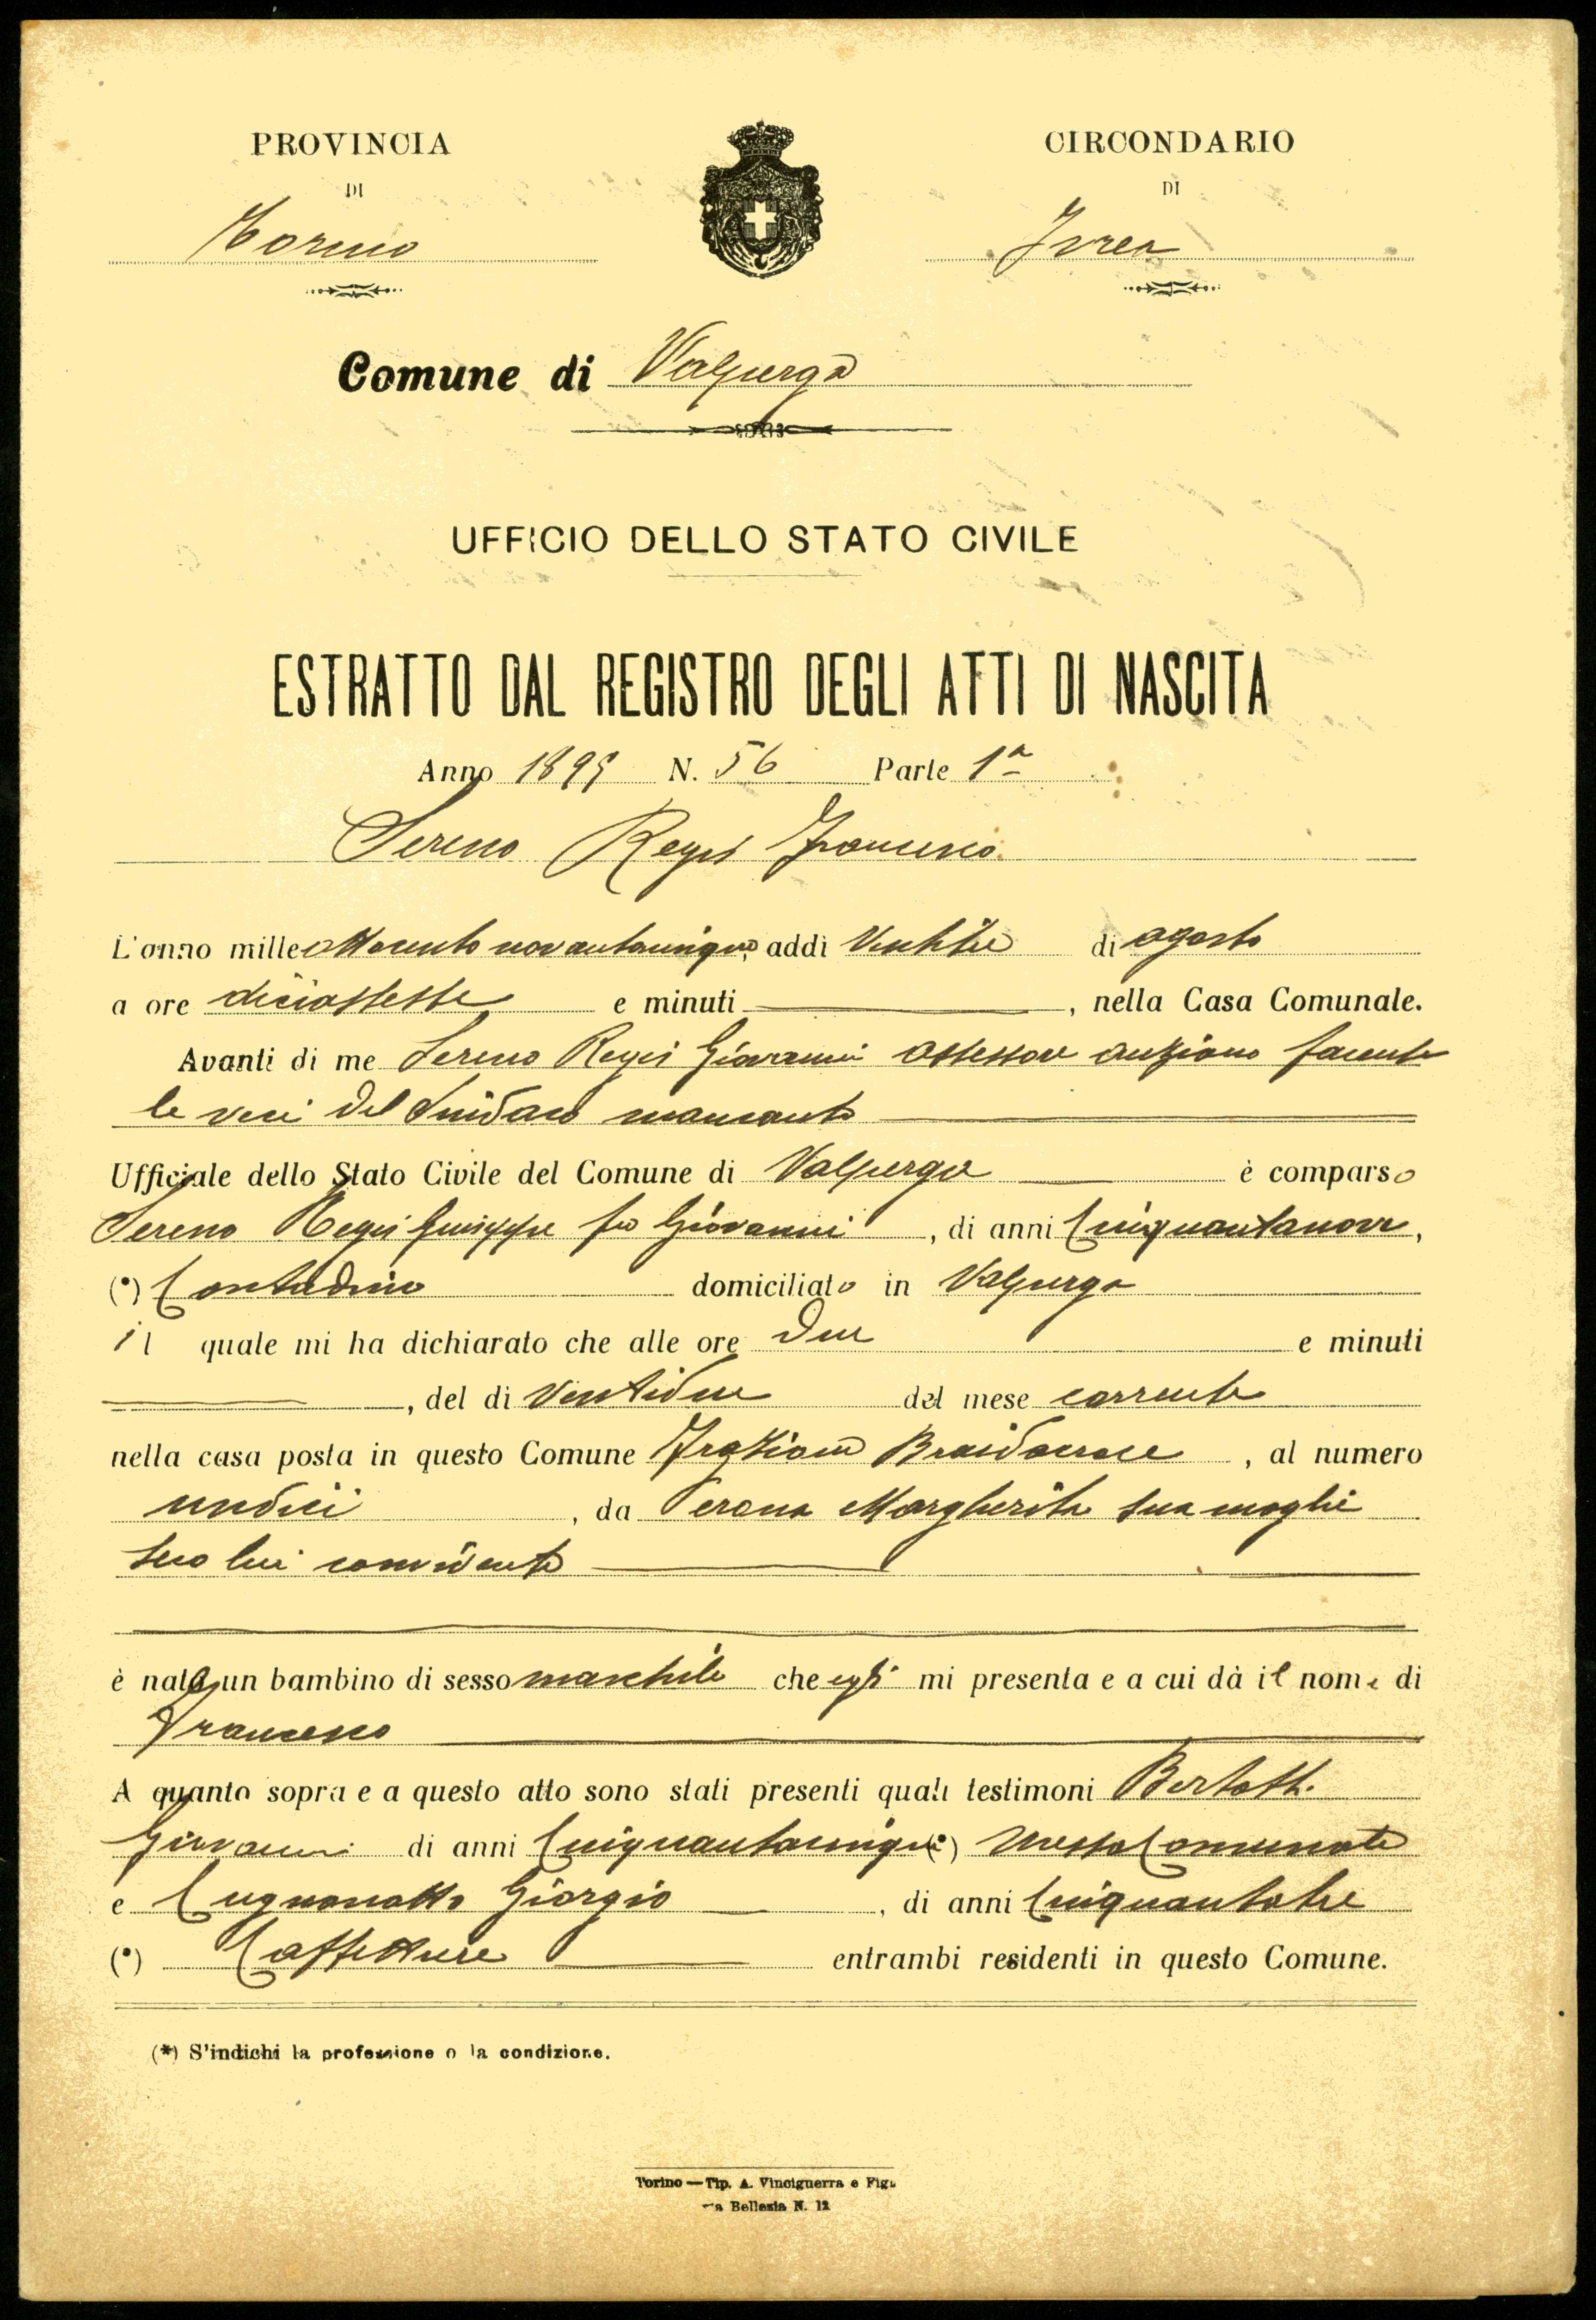 PROVINCIA
DI
Torino
CIRCONDARIO
DI
Ivrea
Comune di Valperga
UFFICIO DELLO STATO CIVILE
ESTRATTO DAL REGISTRO DEGLI ATTI DI NASCITA
Anno 1895 N. 56 Parte 1ª
Sereno Regis Francesco
L'anno mille ottocento novantacinque, addì Ventitre di agosto
a ore diciassette e minuti , nella Casa Comunale.
Avanti di me Sereno Regis Giovanni assessore anziano facente
le veci del Sindaco mancante
Ufficiale dello Stato Civile del Comune di Valperga è comparso
Sereno Regis Giuseppe fu Giovanni , di anni Cinquantanove,
(*) Contadino domiciliato in Valperga
il quale mi ha dichiarato che alle ore Due e minuti
, del dì Ventidue del mese corrente
nella casa posta in questo Comune Frazione Braidacroce , al numero
undici , da Perona Margherita sua moglie
seco lui convivente
è nato un bambino di sesso maschile che egli mi presenta e a cui dà il nome di
Francesco
A quanto sopra e a questo atto sono stati presenti quali testimoni Bertotti
Giovanni di anni Cinquantacinque (*) Messo Comunale
e Cugnonatto Giorgio , di anni Cinquantatre
(*) Caffettiere entrambi residenti in questo Comune.
(*) S'indichi la professione o la condizione.
Torino — Tip. A. Vinciguerra e Figli
Via Bellezia N. 12